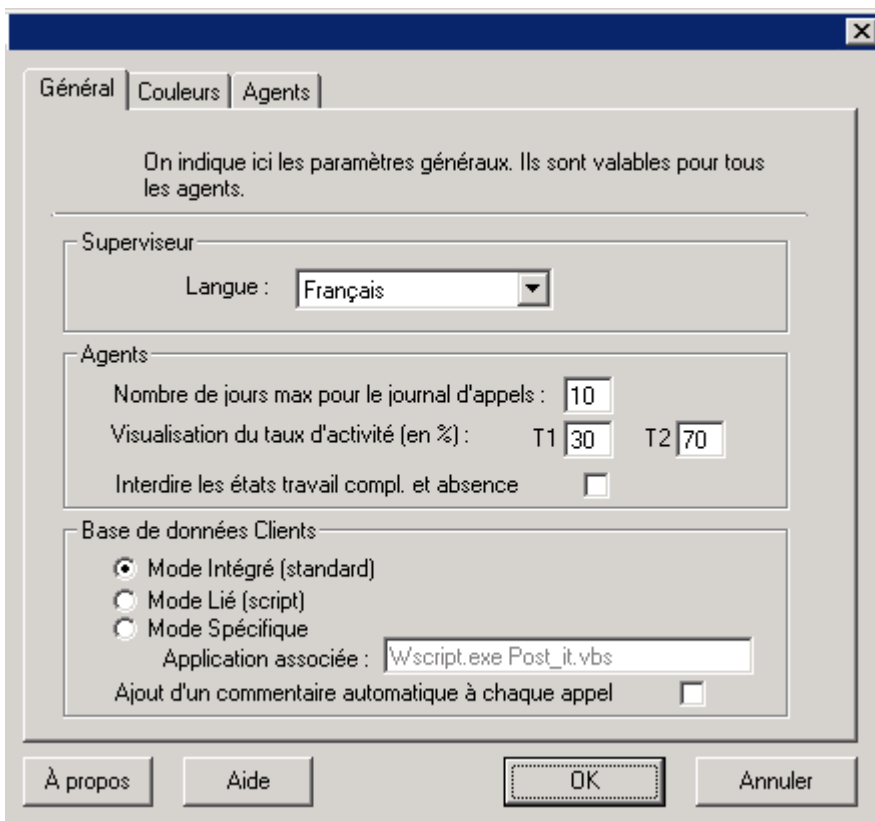 Général
Couleurs
Agents
On indique ici les paramètres généraux. Ils sont valables pour tous
les agents.
Superviseur
Langue : Français
Agents
Nombre de jours max pour le journal d'appels : 10
Visualisation du taux d'activité (en %) : T1 30 T2 70
Interdire les états travail compl. et absence
Base de données Clients
Mode Intégré (standard)
Mode Lié (script)
Mode Spécifique
Application associée : Wscript.exe Post_it.vbs
Ajout d'un commentaire automatique à chaque appel
À propos
Aide
OK
Annuler